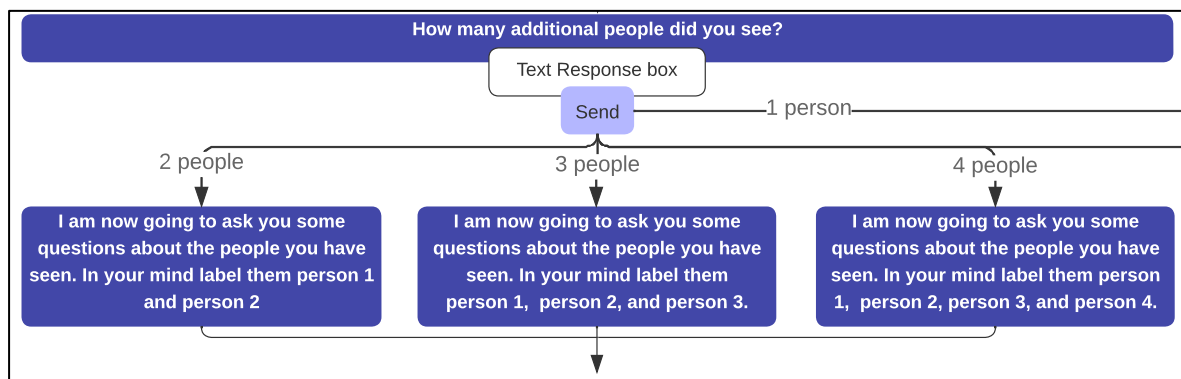 How many additional people did you see?
Text Response box
Send
1 person
2 people
3 people
4 people
I am now going to ask you some
questions about the people you have
seen. In your mind label them person 1
and person 2
I am now going to ask you some
questions about the people you have
seen. In your mind label them
person 1,  person 2, and person 3.
I am now going to ask you some
questions about the people you have
seen. In your mind label them person
1,  person 2, person 3, and person 4.